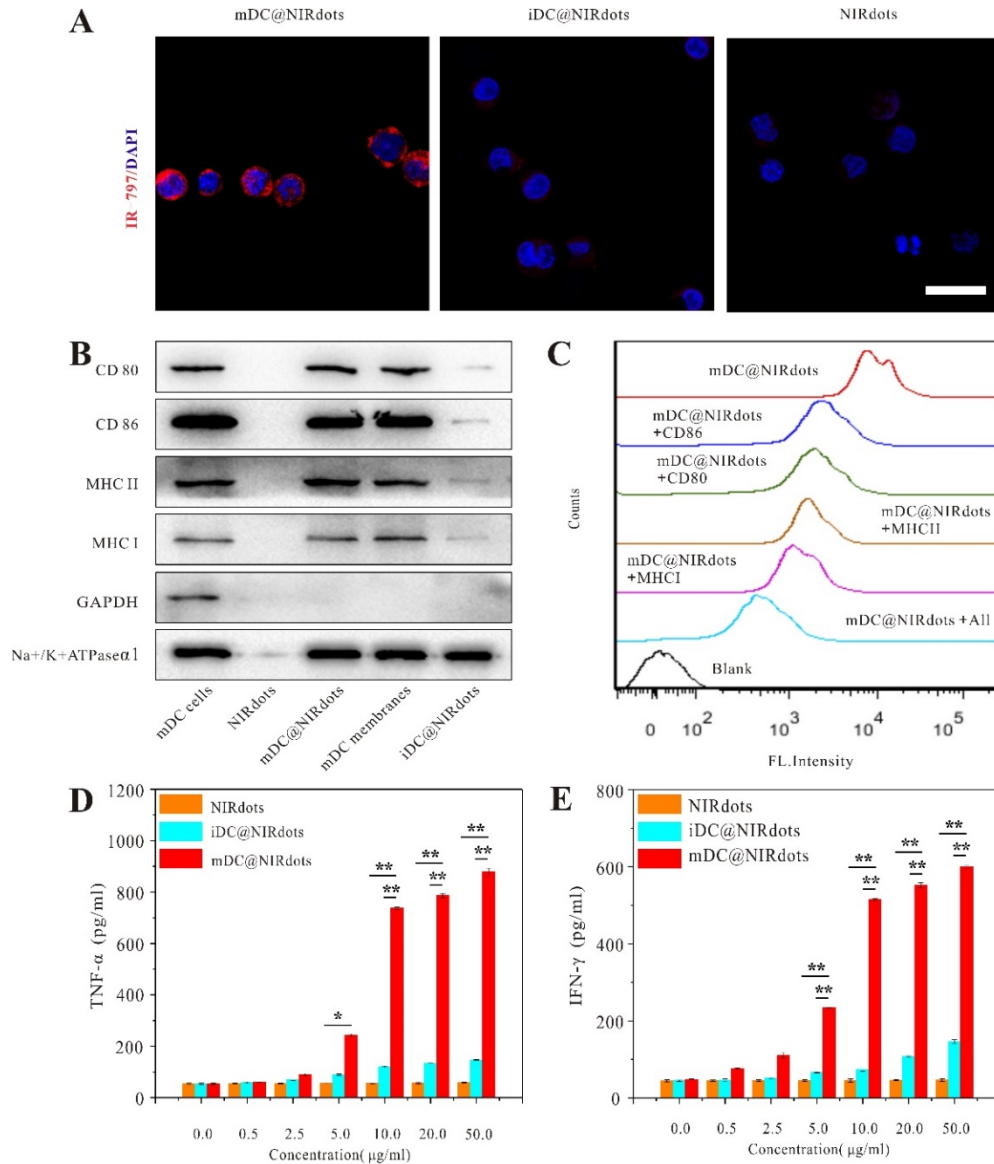 A
mDC@NIRdots
iDC@NIRdots
NIRdots
IR 797/DAPI
B
CD 80
CD 86
MHC II
MHC I
GAPDH
Na+/K+ATPaseα1
mDC cells
NIRdots
mDC@NIRdots
mDC membranes
iDC@NIRdots
C
Counts
mDC@NIRdots
mDC@NIRdots
+CD86
mDC@NIRdots
+CD80
mDC@NIRdots
+MHCII
mDC@NIRdots
+MHCI
mDC@NIRdots +All
Blank
0 10² 10³ 10⁴ 10⁵
FL.Intensity
D
NIRdots
iDC@NIRdots
mDC@NIRdots
TNF-α (pg/ml)
1200
1000
800
600
400
200
0
*
**
**
**
**
**
**
0.0 0.5 2.5 5.0 10.0 20.0 50.0
Concentration( μg/ml)
E
NIRdots
iDC@NIRdots
mDC@NIRdots
IFN-γ (pg/ml)
800
600
400
200
0
**
**
**
**
**
**
**
**
0.0 0.5 2.5 5.0 10.0 20.0 50.0
Concentration( μg/ml)